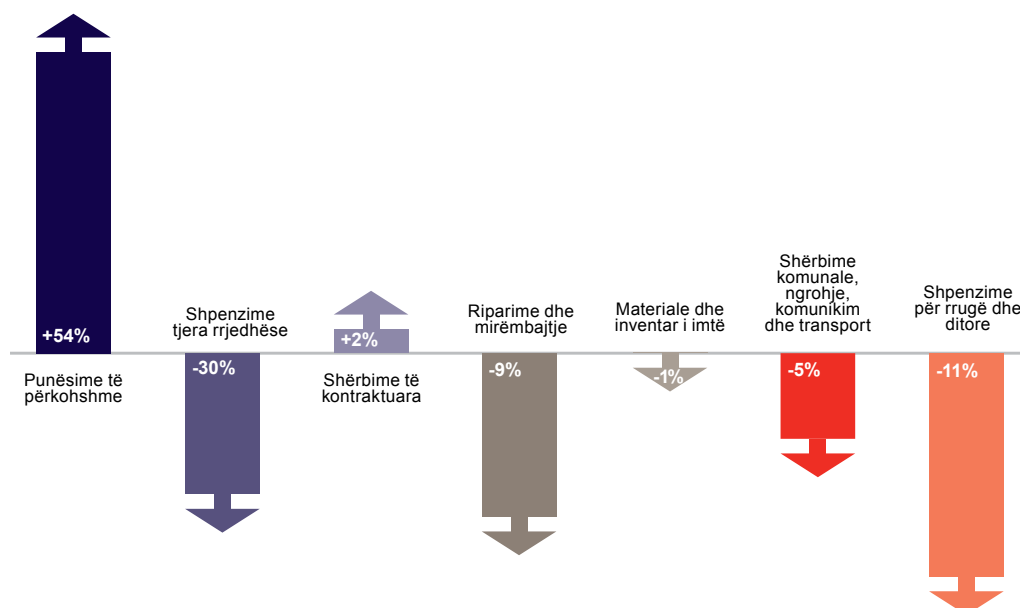 +54%
Punësime të
përkohshme
Shpenzime
tjera rrjedhëse
-30%
+2%
Shërbime të
kontraktuara
Riparime dhe
mirëmbajtje
-9%
Materiale dhe
inventar i imtë
-1%
Shërbime
komunale,
ngrohje,
komunikim
dhe transport
-5%
Shpenzime
për rrugë dhe
ditore
-11%